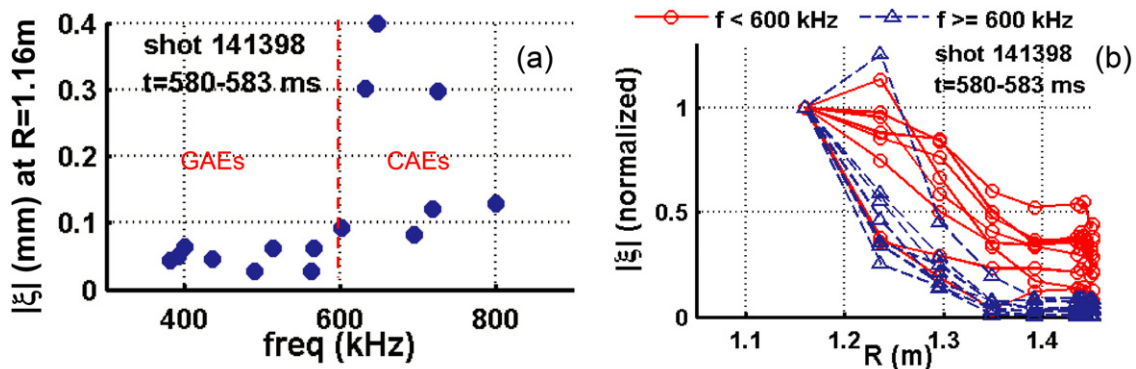 shot 141398
t=580-583 ms
(a)
GAEs
CAEs
|ξ| (mm) at R=1.16m
0.4
0.3
0.2
0.1
0
400
600
800
freq (kHz)
f < 600 kHz
f >= 600 kHz
shot 141398
t=580-583 ms
(b)
|ξ| (normalized)
1
0.5
0
1.1
1.2
1.3
1.4
R (m)